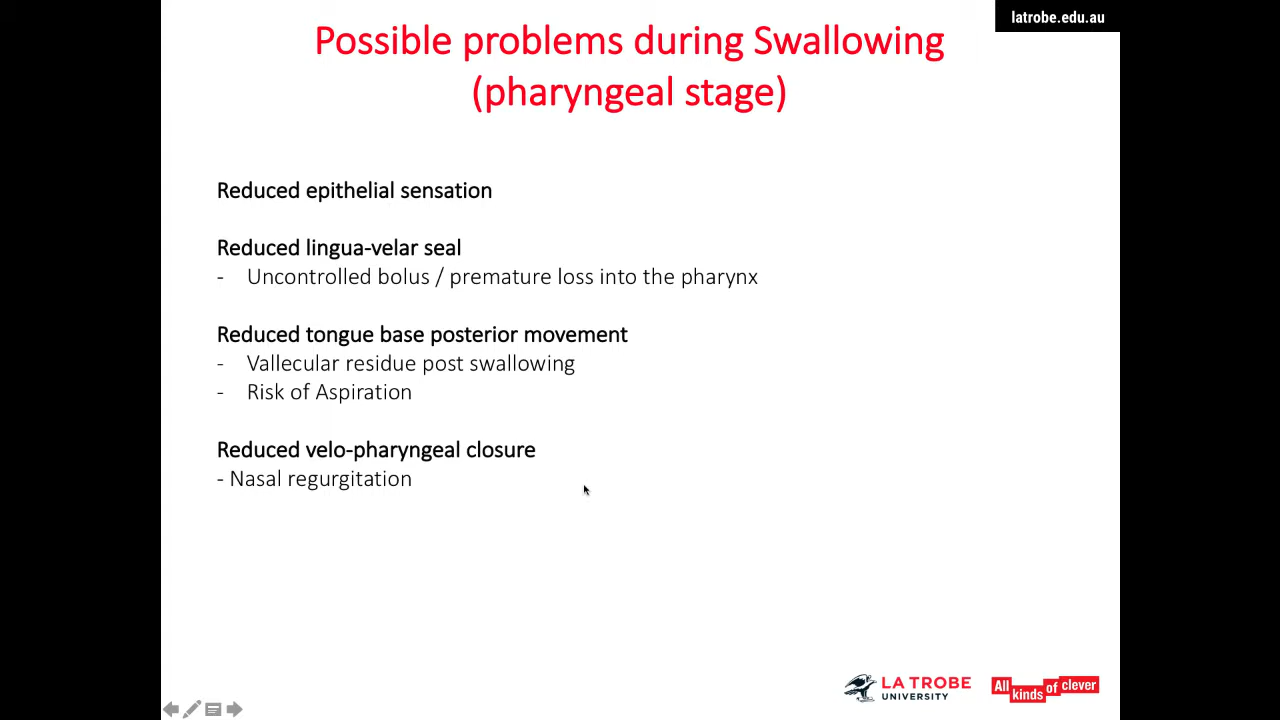 latrobe.edu.au
Possible problems during Swallowing
(pharyngeal stage)
Reduced epithelial sensation
Reduced lingua-velar seal
- Uncontrolled bolus / premature loss into the pharynx
Reduced tongue base posterior movement
- Vallecular residue post swallowing
- Risk of Aspiration
Reduced velo-pharyngeal closure
- Nasal regurgitation
LA TROBE
UNIVERSITY
All kinds of clever